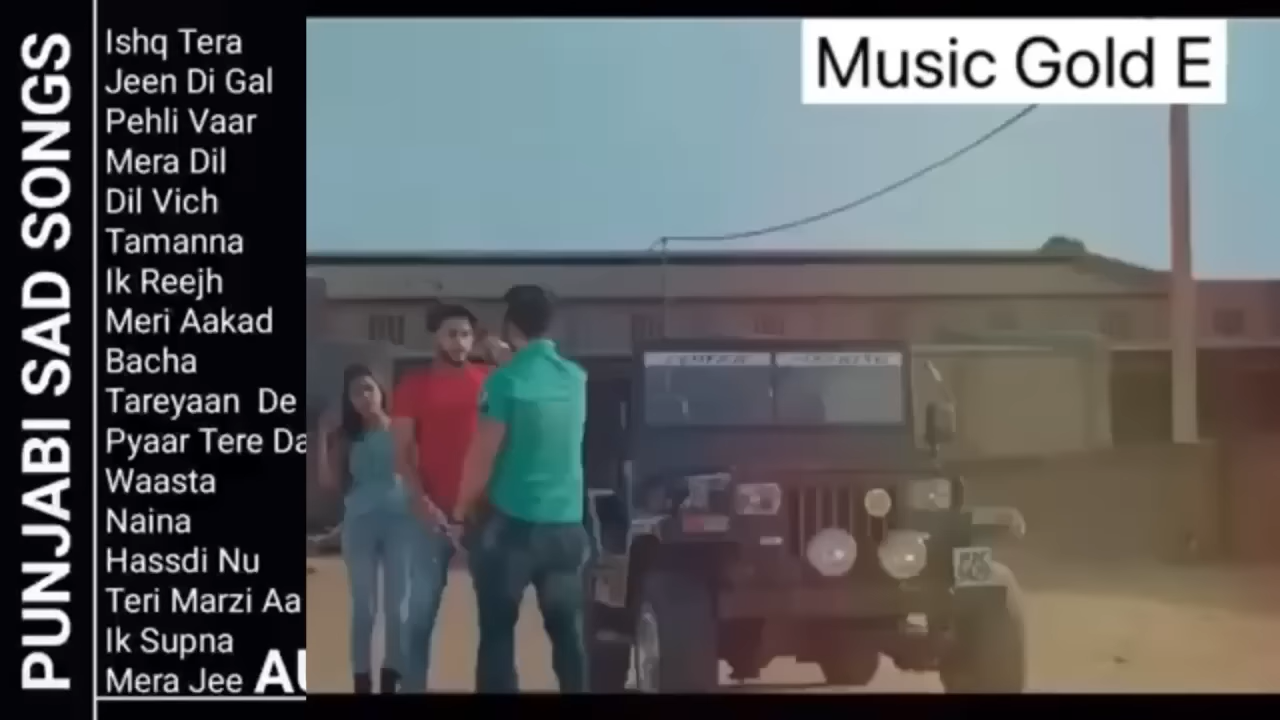 PUNJABI SAD SONGS
Ishq Tera
Jeen Di Gal
Pehli Vaar
Mera Dil
Dil Vich
Tamanna
Ik Reejh
Meri Aakad
Bacha
Tareyaan De
Pyaar Tere Da
Waasta
Naina
Hassdi Nu
Teri Marzi Aa
Ik Supna
Mera Jee
AU
Music Gold E